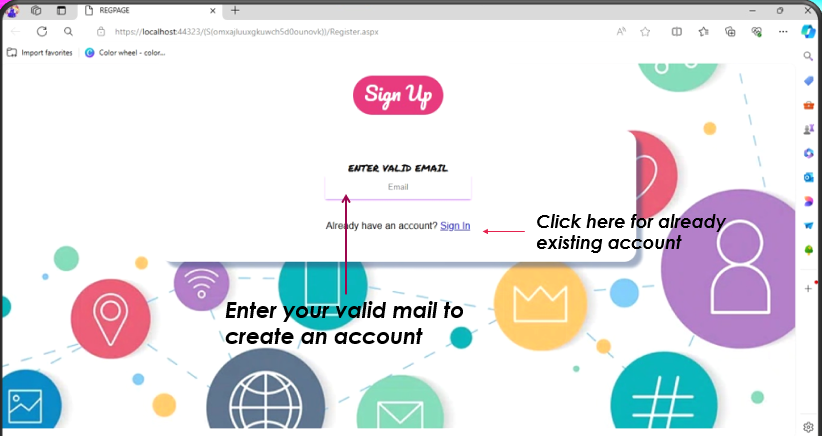 REGPAGE
https://localhost:44323/(S(omxajluuxgkuwch5d0ounovk))/Register.aspx
Import favorites
Color wheel - color...
Sign Up
ENTER VALID EMAIL
Email
Already have an account? Sign In
Click here for already
existing account
Enter your valid mail to
create an account